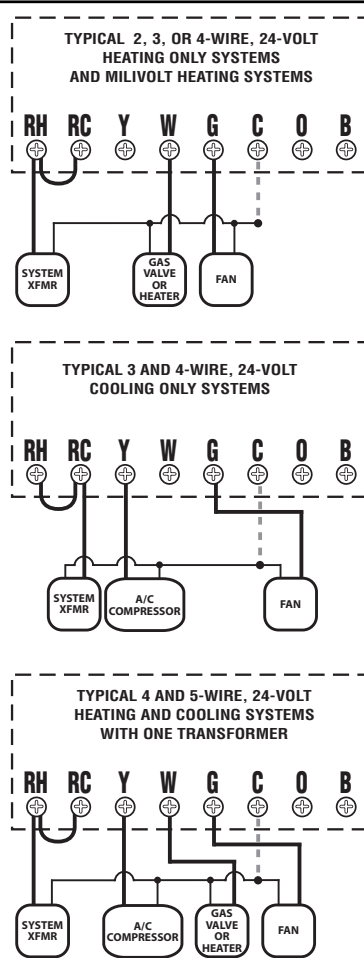 TYPICAL 2, 3, OR 4-WIRE, 24-VOLT
HEATING ONLY SYSTEMS
AND MILIVOLT HEATING SYSTEMS
RH RC Y W G C O B
SYSTEM
XFMR
GAS
VALVE
OR
HEATER
FAN
TYPICAL 3 AND 4-WIRE, 24-VOLT
COOLING ONLY SYSTEMS
RH RC Y W G C O B
SYSTEM
XFMR
A/C
COMPRESSOR
FAN
TYPICAL 4 AND 5-WIRE, 24-VOLT
HEATING AND COOLING SYSTEMS
WITH ONE TRANSFORMER
RH RC Y W G C O B
SYSTEM
XFMR
A/C
COMPRESSOR
GAS
VALVE
OR
HEATER
FAN